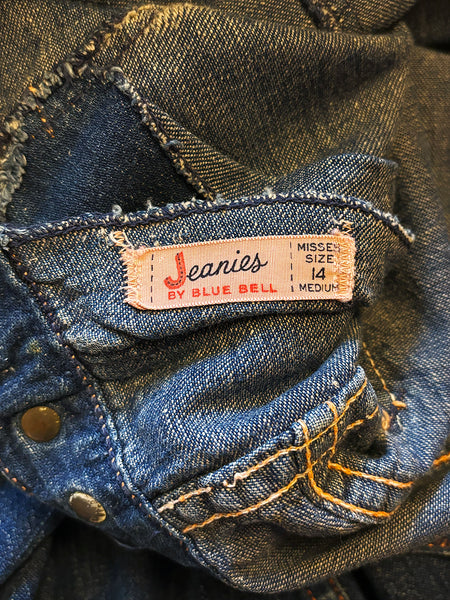 Jeanies
BY BLUE BELL
MISSES
SIZE
14
MEDIUM